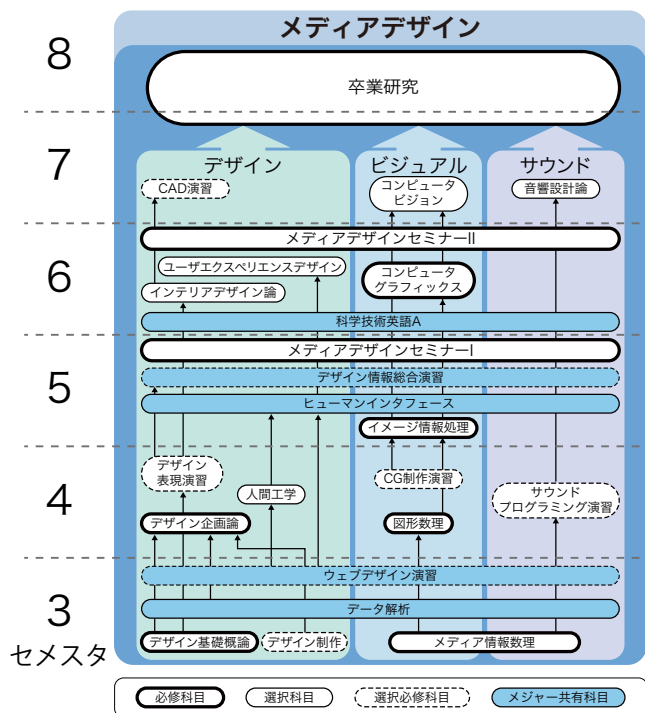 メディアデザイン
8
卒業研究
7
デザイン
ビジュアル
サウンド
CAD演習
コンピュータ
ビジョン
音響設計論
メディアデザインセミナーII
6
ユーザエクスペリエンスデザイン
コンピュータ
グラフィックス
インテリアデザイン論
科学技術英語A
メディアデザインセミナーI
5
デザイン情報総合演習
ヒューマンインタフェース
イメージ情報処理
4
デザイン
表現演習
人間工学
CG制作演習
サウンド
プログラミング演習
デザイン企画論
図形数理
ウェブデザイン演習
3
データ解析
セメスタ
デザイン基礎概論
デザイン制作
メディア情報数理
必修科目
選択科目
選択必修科目
メジャー共有科目